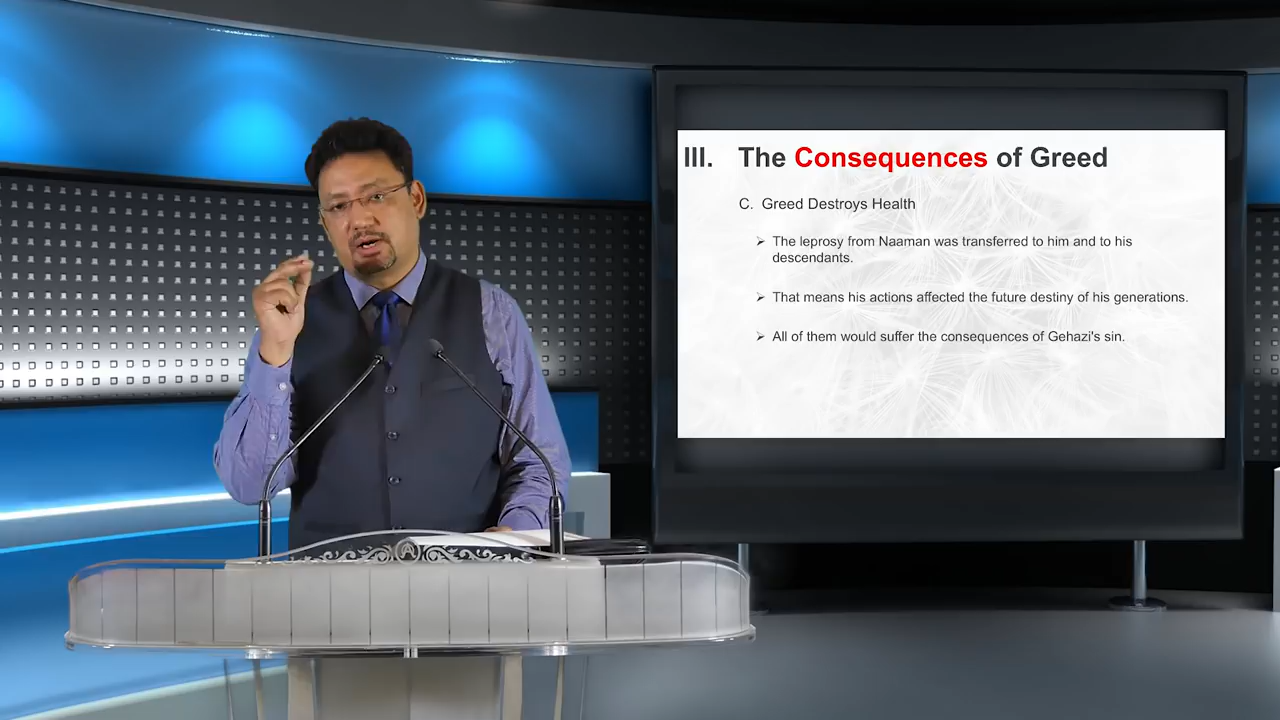 III. The Consequences of Greed
C. Greed Destroys Health
➢ The leprosy from Naaman was transferred to him and to his
descendants.
➢ That means his actions affected the future destiny of his generations.
➢ All of them would suffer the consequences of Gehazi's sin.